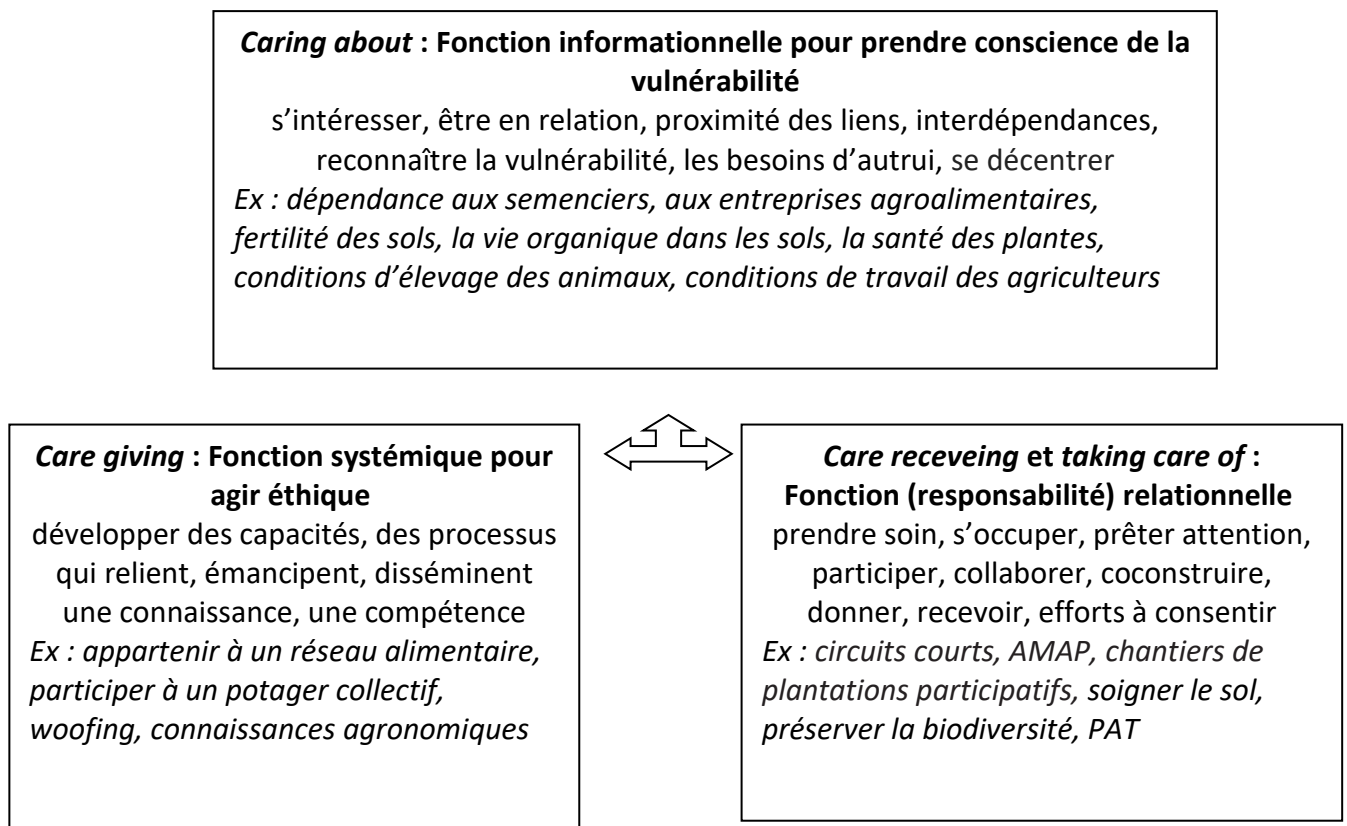 Caring about : Fonction informationnelle pour prendre conscience de la
vulnérabilité
s’intéresser, être en relation, proximité des liens, interdépendances,
reconnaître la vulnérabilité, les besoins d’autrui, se décentrer
Ex : dépendance aux semenciers, aux entreprises agroalimentaires,
fertilité des sols, la vie organique dans les sols, la santé des plantes,
conditions d’élevage des animaux, conditions de travail des agriculteurs
Care giving : Fonction systémique pour
agir éthique
développer des capacités, des processus
qui relient, émancipent, disséminent
une connaissance, une compétence
Ex : appartenir à un réseau alimentaire,
participer à un potager collectif,
woofing, connaissances agronomiques
Care receveing et taking care of :
Fonction (responsabilité) relationnelle
prendre soin, s’occuper, prêter attention,
participer, collaborer, coconstruire,
donner, recevoir, efforts à consentir
Ex : circuits courts, AMAP, chantiers de
plantations participatifs, soigner le sol,
préserver la biodiversité, PAT